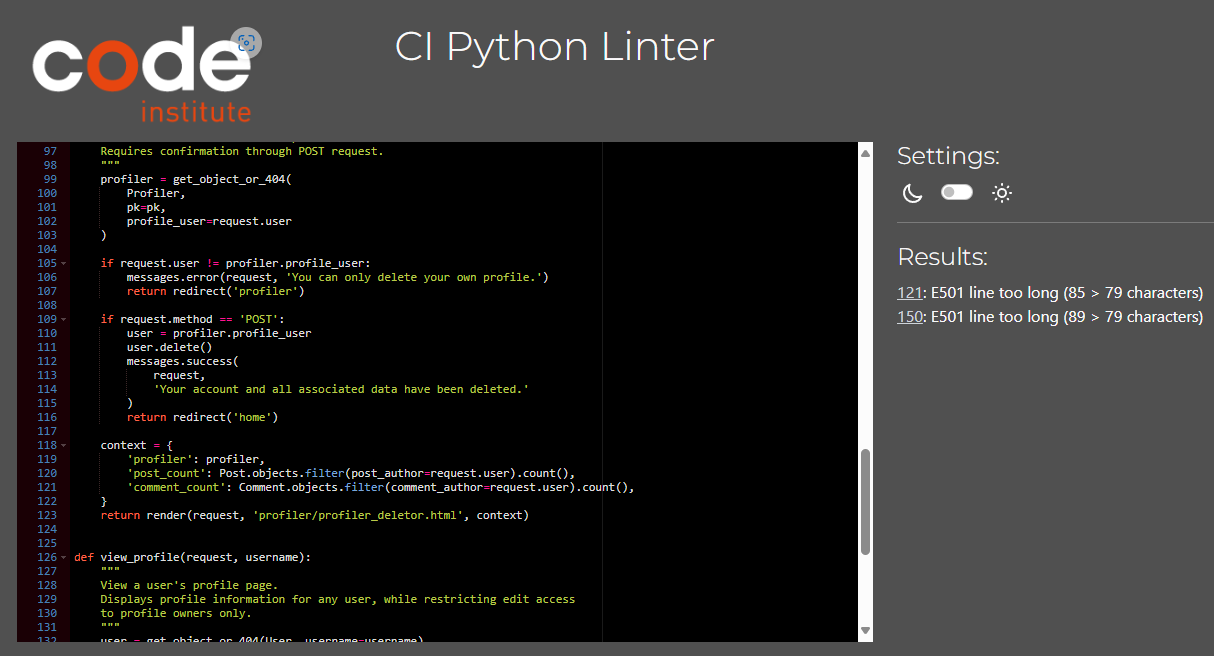 code
institute
CI Python Linter
97 Requires confirmation through POST request.
98 """
99 profiler = get_object_or_404(
100 Profiler,
101 pk=pk,
102 profile_user=request.user
103 )
104
105 if request.user != profiler.profile_user:
106 messages.error(request, 'You can only delete your own profile.')
107 return redirect('profiler')
108
109 if request.method == 'POST':
110 user = profiler.profile_user
111 user.delete()
112 messages.success(
113 request,
114 'Your account and all associated data have been deleted.'
115 )
116 return redirect('home')
117
118 context = {
119 'profiler': profiler,
120 'post_count': Post.objects.filter(post_author=request.user).count(),
121 'comment_count': Comment.objects.filter(comment_author=request.user).count(),
122 }
123 return render(request, 'profiler/profiler_deletor.html', context)
124
125
126 def view_profile(request, username):
127 """
128 View a user's profile page.
129 Displays profile information for any user, while restricting edit access
130 to profile owners only.
131 """
132 user = get_object_or_404(User, username=username)
Settings:
Results:
121: E501 line too long (85 > 79 characters)
150: E501 line too long (89 > 79 characters)